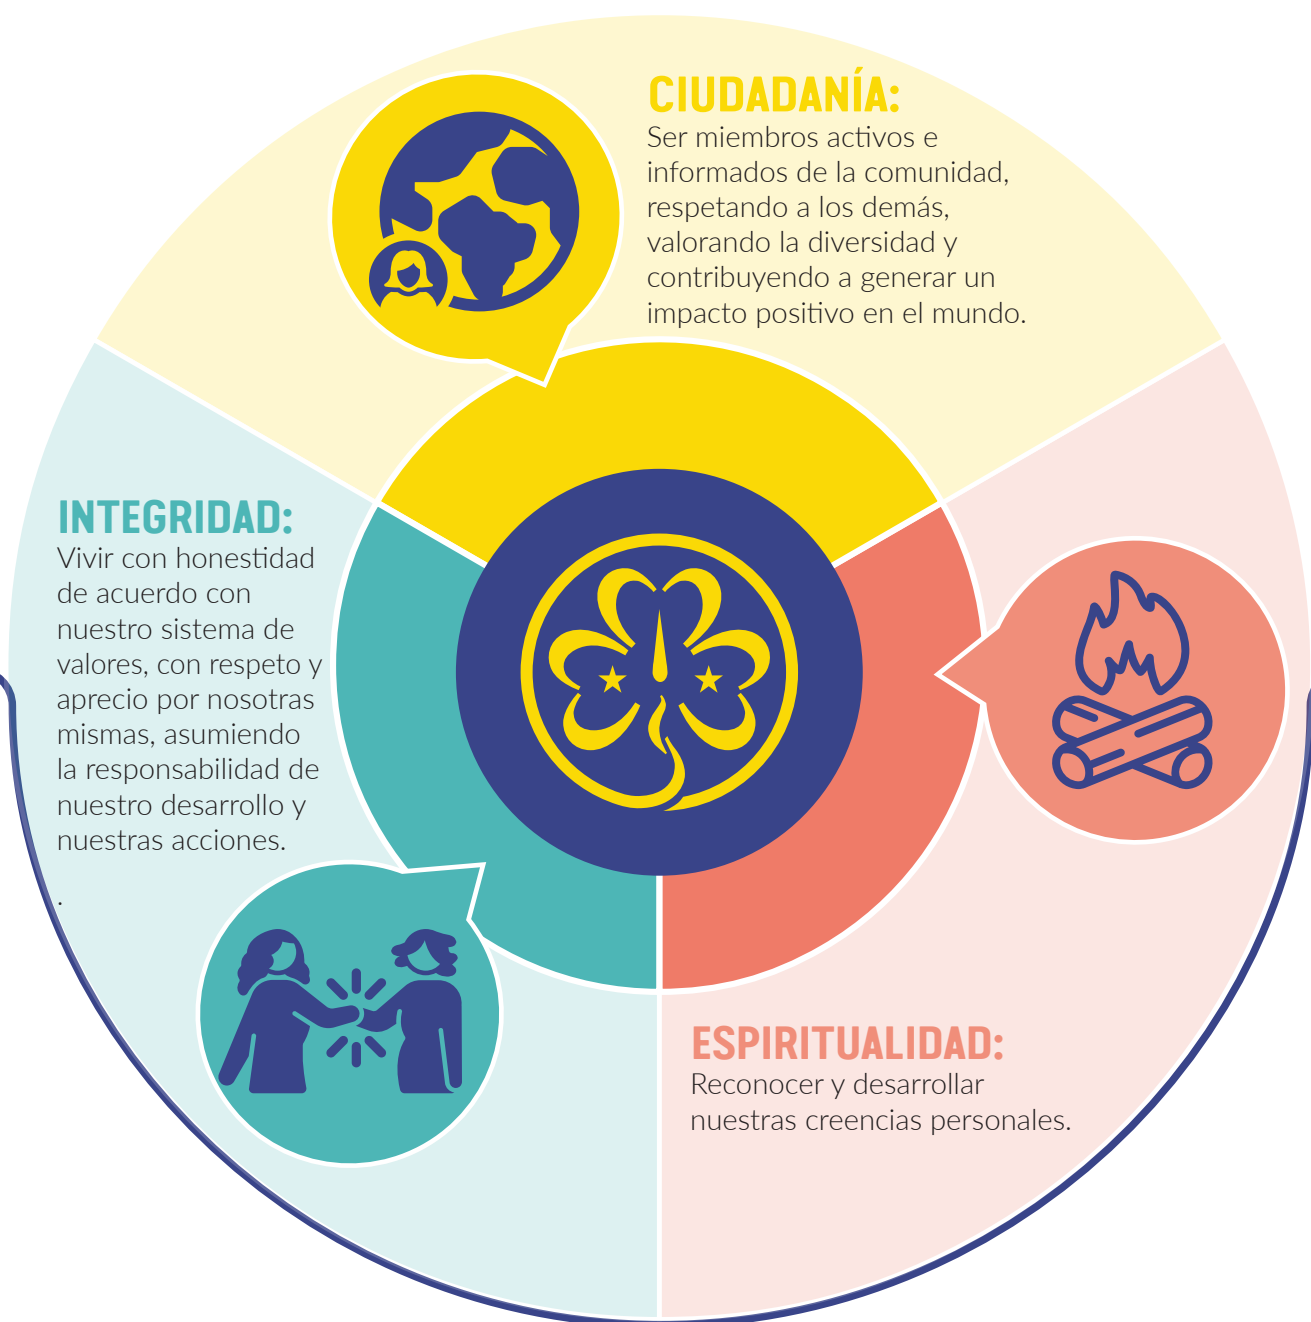 CIUDADANÍA:
Ser miembros activos e
informados de la comunidad,
respetando a los demás,
valorando la diversidad y
contribuyendo a generar un
impacto positivo en el mundo.
INTEGRIDAD:
Vivir con honestidad
de acuerdo con
nuestro sistema de
valores, con respeto y
aprecio por nosotras
mismas, asumiendo
la responsabilidad de
nuestro desarrollo y
nuestras acciones.
.
ESPIRITUALIDAD:
Reconocer y desarrollar
nuestras creencias personales.